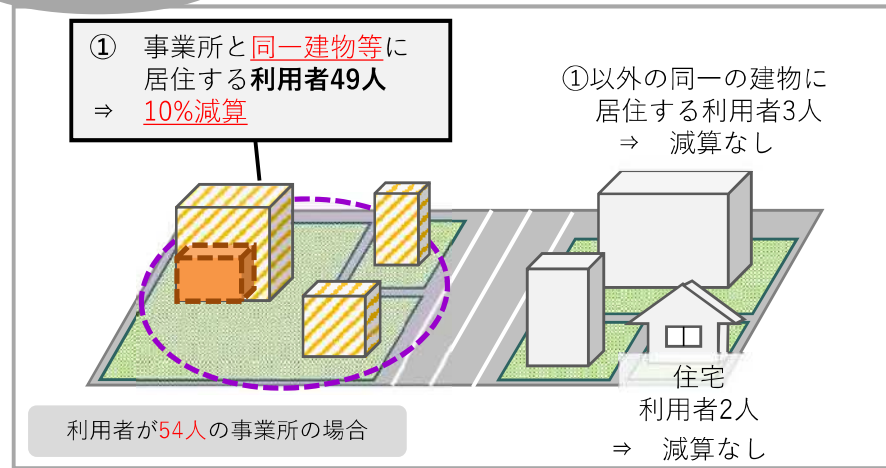 ① 事業所と同一建物等に
居住する利用者49人
⇒ 10%減算
①以外の同一の建物に
居住する利用者3人
⇒ 減算なし
住宅
利用者2人
⇒ 減算なし
利用者が54人の事業所の場合